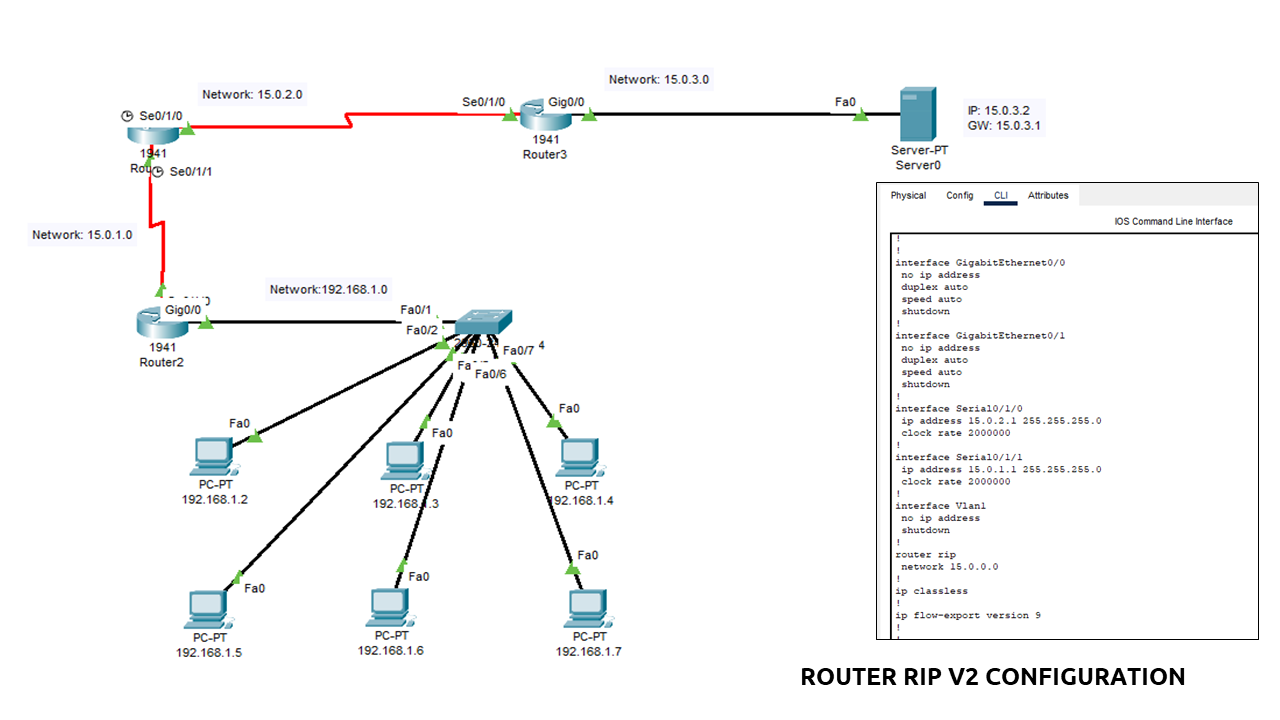 Network: 15.0.2.0
Network: 15.0.3.0
Se0/1/0
1941
Se0/1/1
Se0/1/0
Gig0/0
1941
Router3
Fa0
Server-PT
Server0
IP: 15.0.3.2
GW: 15.0.3.1
Network: 15.0.1.0
Network:192.168.1.0
Gig0/0
1941
Router2
Fa0/1
Fa0/2
Fa0/7
Fa0/6
Fa0
PC-PT
192.168.1.2
Fa0
PC-PT
192.168.1.3
Fa0
PC-PT
192.168.1.4
Fa0
PC-PT
192.168.1.5
Fa0
PC-PT
192.168.1.6
Fa0
PC-PT
192.168.1.7
Physical Config CLI Attributes
IOS Command Line Interface
!
!
interface GigabitEthernet0/0
no ip address
duplex auto
speed auto
shutdown
!
interface GigabitEthernet0/1
no ip address
duplex auto
speed auto
shutdown
!
interface Serial0/1/0
ip address 15.0.2.1 255.255.255.0
clock rate 2000000
!
interface Serial0/1/1
ip address 15.0.1.1 255.255.255.0
clock rate 2000000
!
interface Vlan1
no ip address
shutdown
!
router rip
network 15.0.0.0
!
ip classless
!
ip flow-export version 9
!
!
ROUTER RIP V2 CONFIGURATION